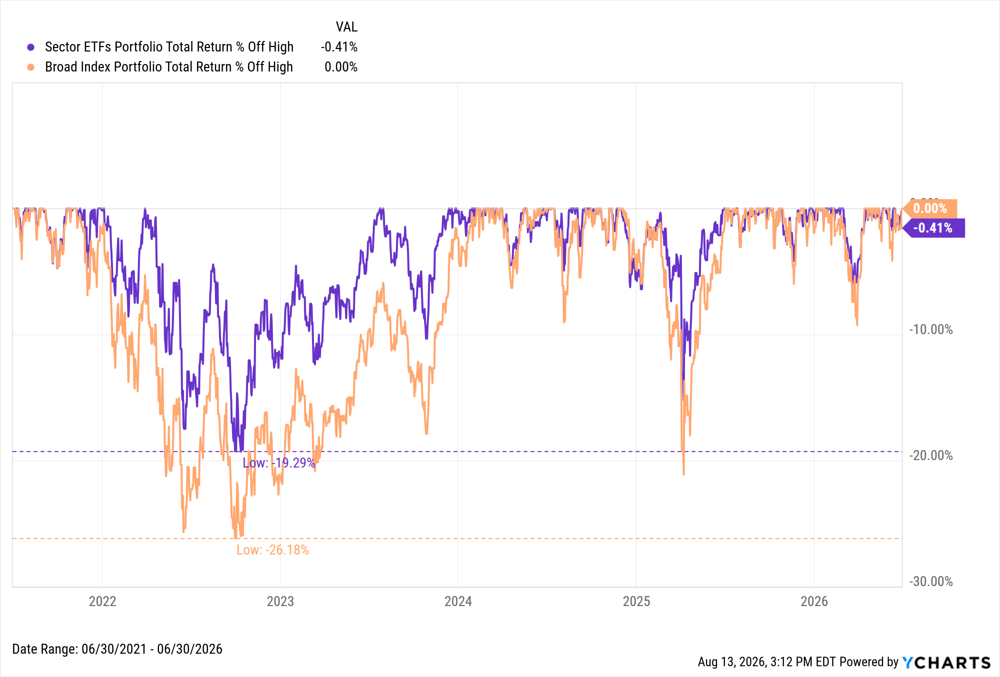 VAL
Sector ETFs Portfolio Total Return % Off High -0.41%
Broad Index Portfolio Total Return % Off High 0.00%
0.00%
-0.41%
-10.00%
-20.00%
-30.00%
Low: -19.29%
Low: -26.18%
2022 2023 2024 2025 2026
Date Range: 06/30/2021 - 06/30/2026
Aug 13, 2026, 3:12 PM EDT Powered by YCHARTS